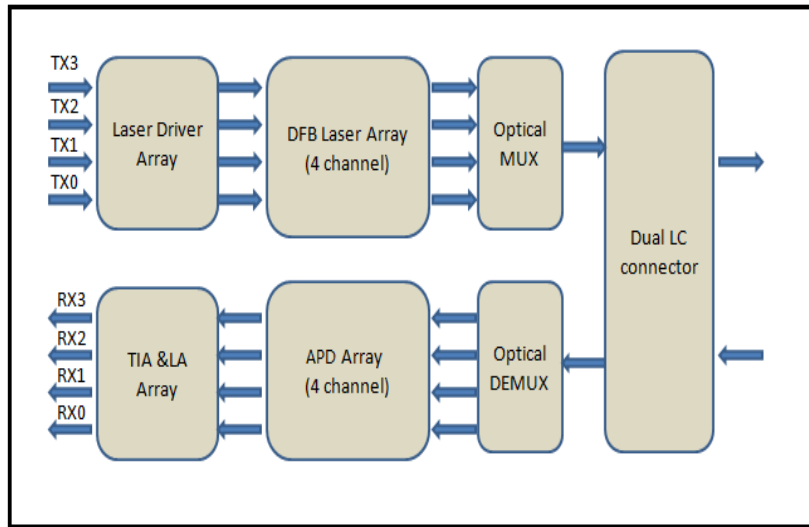 TX3
TX2
TX1
TX0
Laser Driver
Array
DFB Laser Array
(4 channel)
Optical
MUX
Dual LC
connector
RX3
RX2
RX1
RX0
TIA &LA
Array
APD Array
(4 channel)
Optical
DEMUX